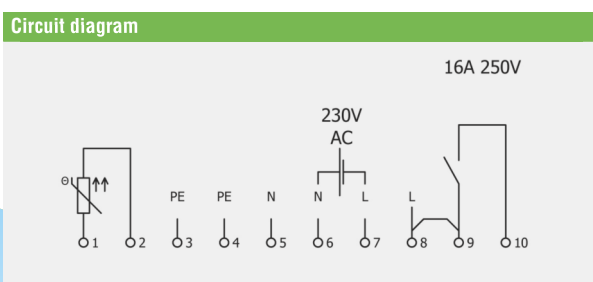 Circuit diagram
16A 250V
230V
AC
Θ
PE PE N N L L
1 2 3 4 5 6 7 8 9 10